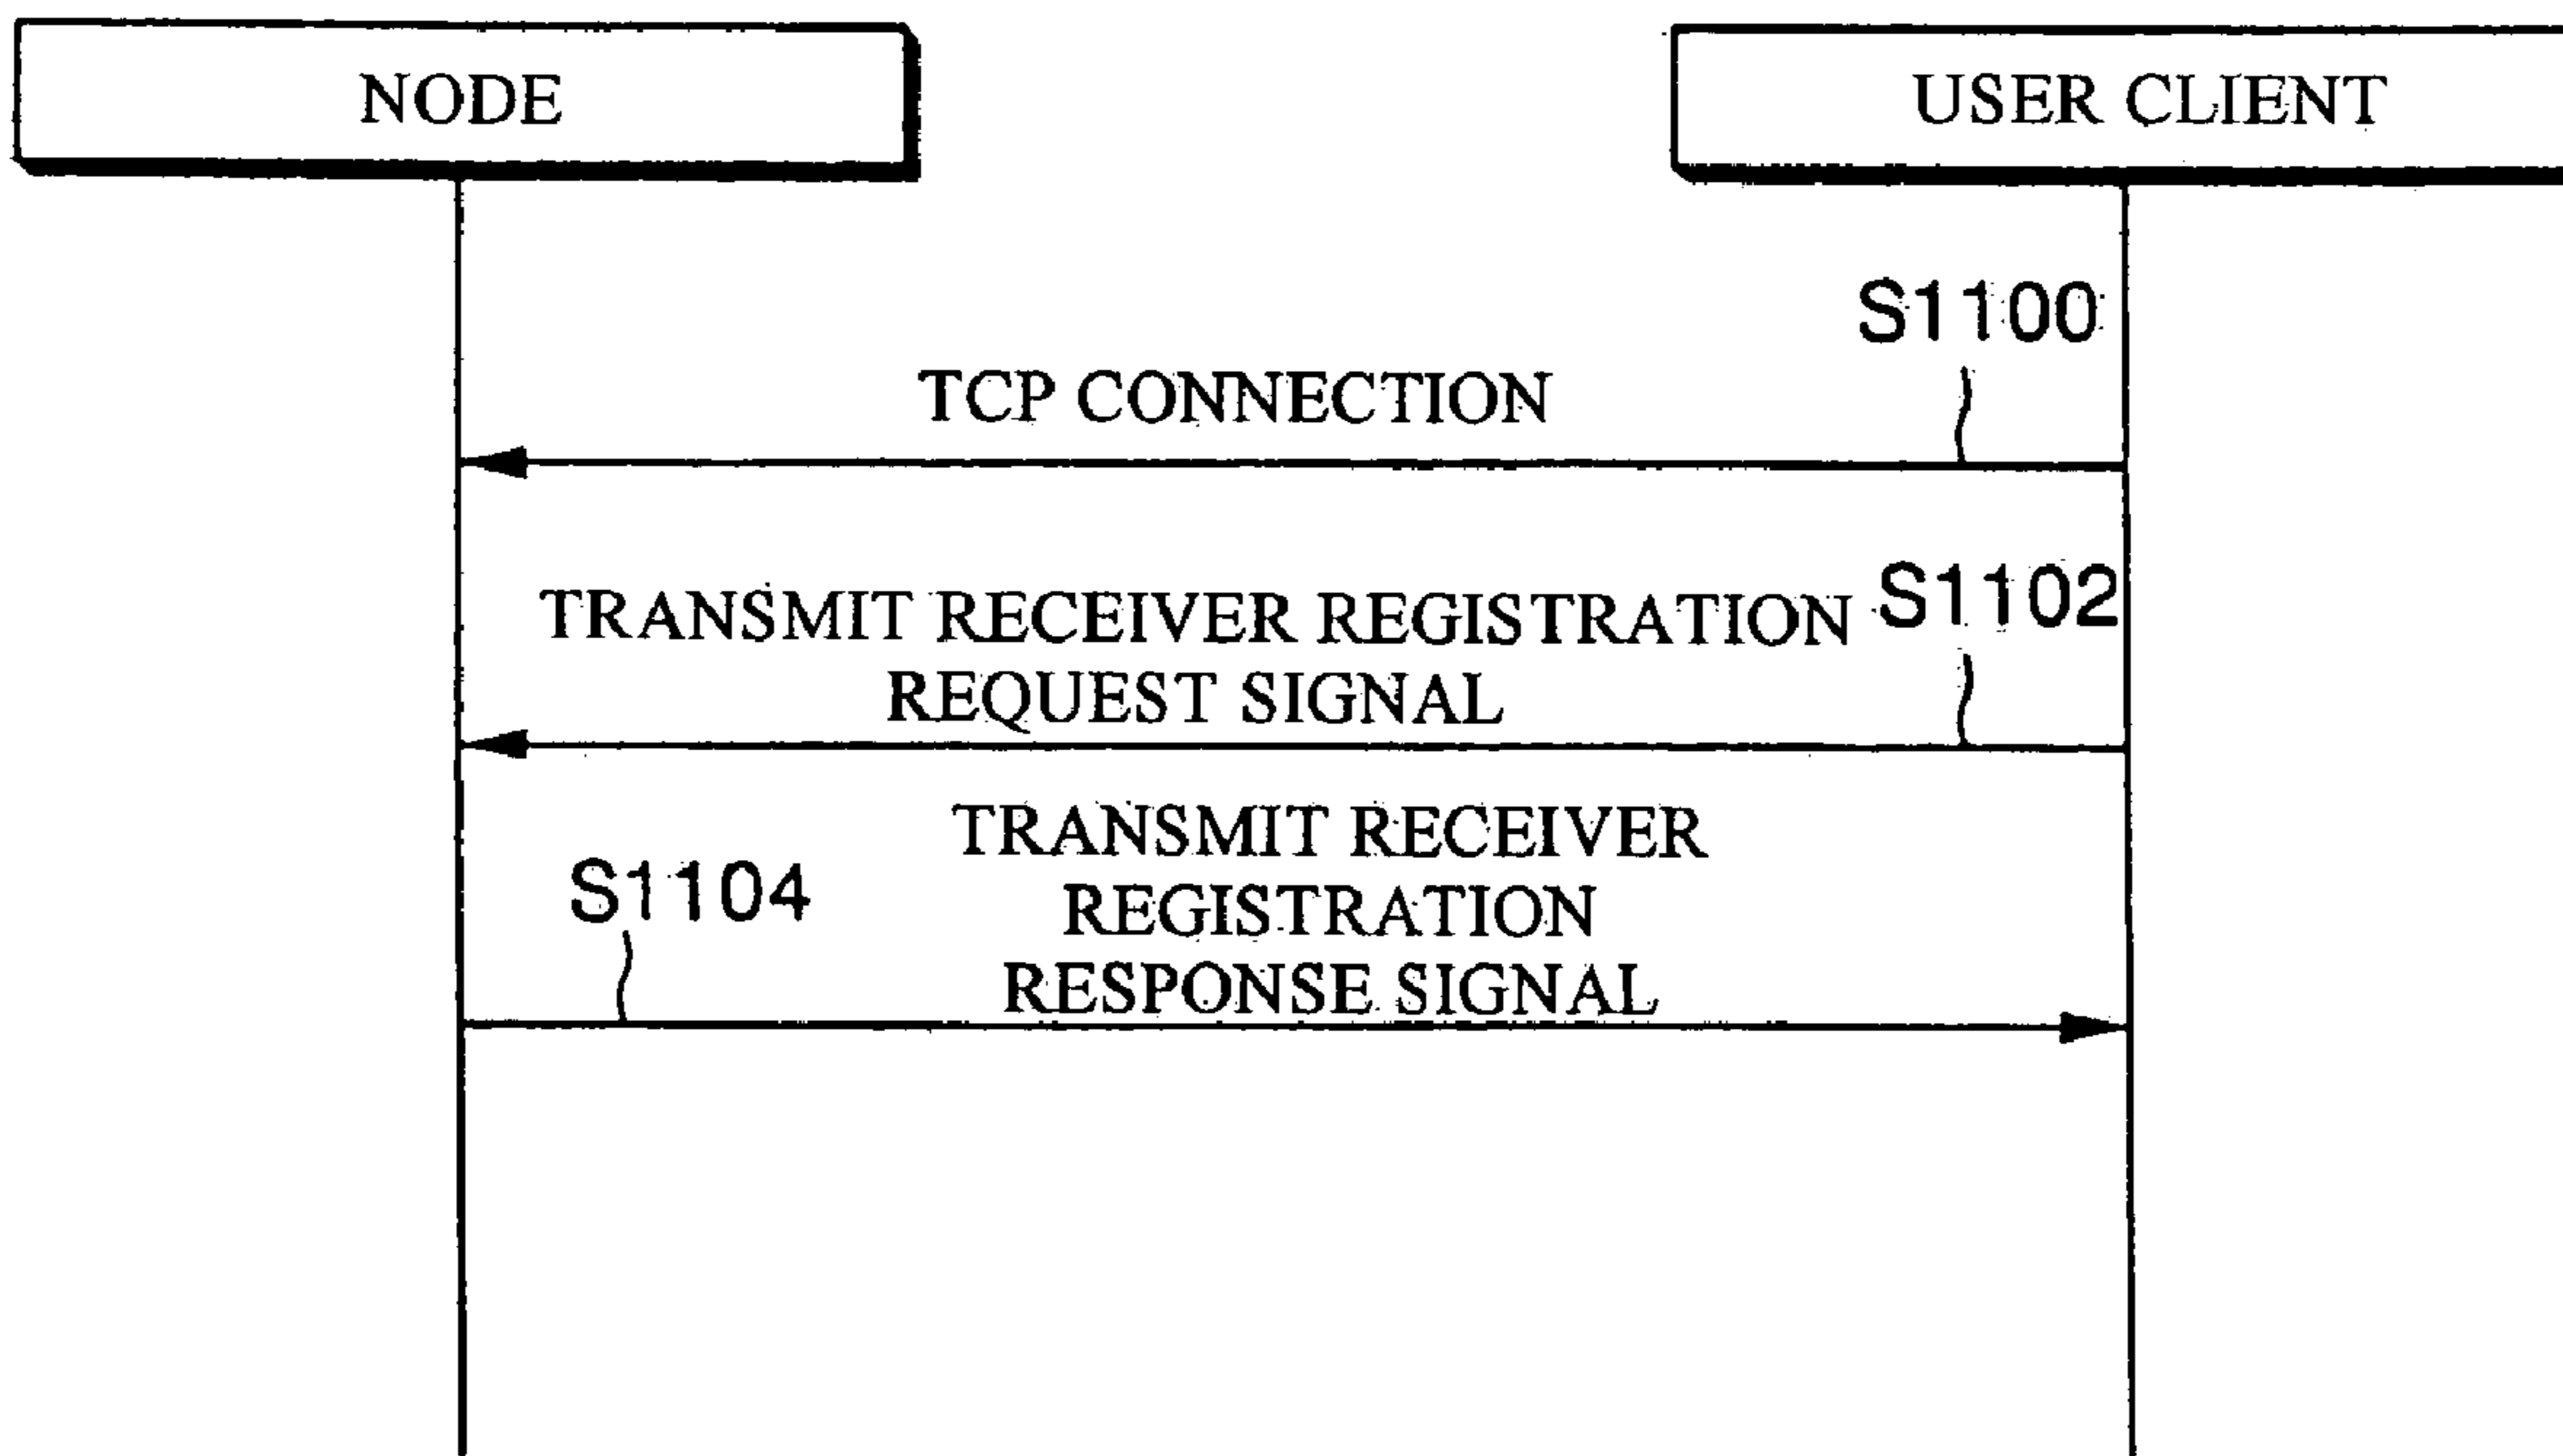 NODE
USER CLIENT
S1100
TCP CONNECTION
TRANSMIT RECEIVER REGISTRATION
S1102
REQUEST SIGNAL
TRANSMIT RECEIVER
S1104
REGISTRATION
RESPONSE SIGNAL